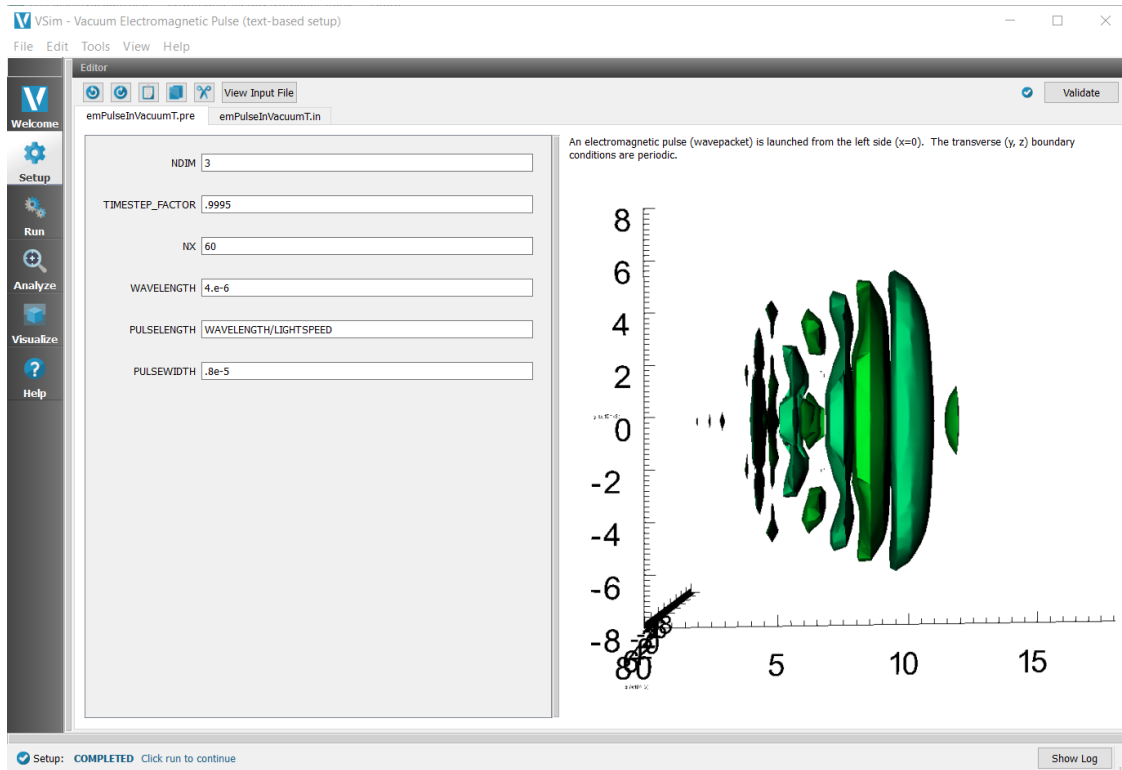 VSim - Vacuum Electromagnetic Pulse (text-based setup)
File Edit Tools View Help
Editor
View Input File
Validate
emPulseInVacuumT.pre
emPulseInVacuumT.in
Welcome
Setup
Run
Analyze
Visualize
Help
NDIM 3
TIMESTEP_FACTOR .9995
NX 60
WAVELENGTH 4.e-6
PULSELENGTH WAVELENGTH/LIGHTSPEED
PULSEWIDTH .8e-5
An electromagnetic pulse (wavepacket) is launched from the left side (x=0). The transverse (y, z) boundary
conditions are periodic.
8
6
4
2
0
-2
-4
-6
-8
0
5
10
15
Setup: COMPLETED Click run to continue
Show Log